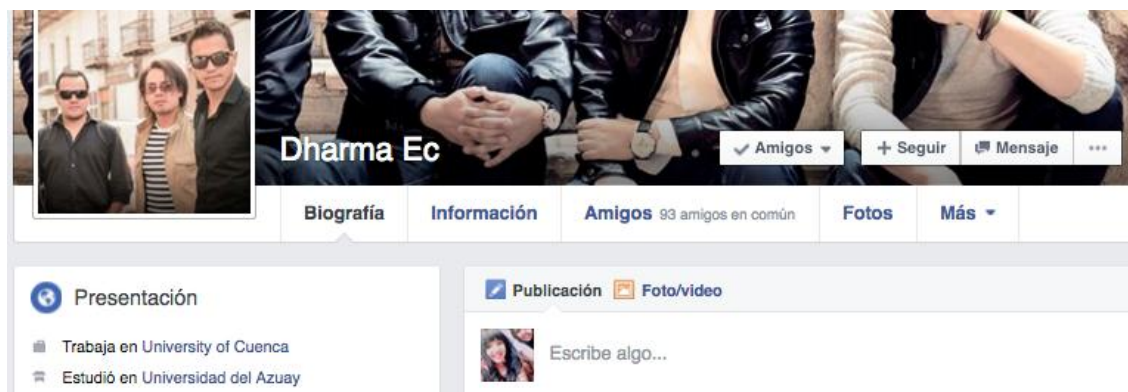 Dharma Ec
Amigos
Seguir
Mensaje
Biografía
Información
Amigos 93 amigos en común
Fotos
Más
Presentación
Trabaja en University of Cuenca
Estudió en Universidad del Azuay
Publicación
Foto/video
Escribe algo...